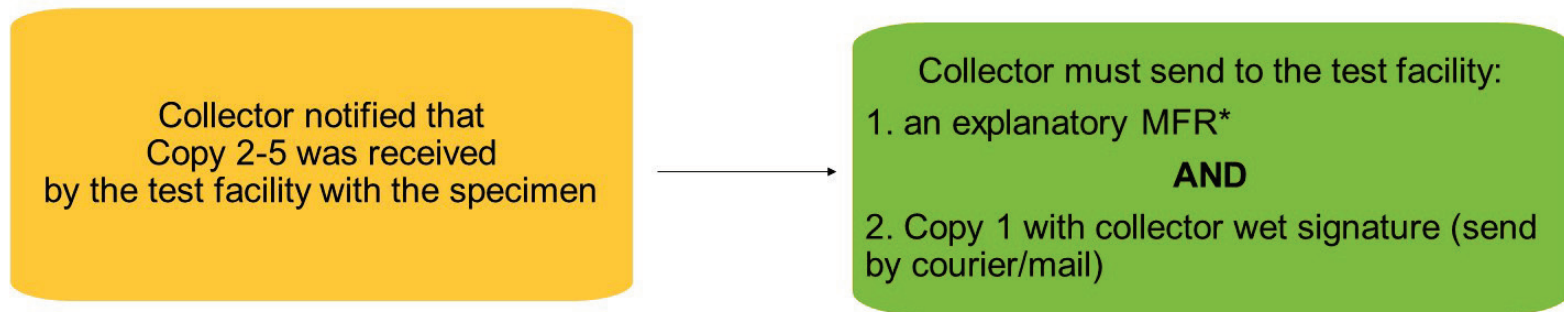 Collector notified that
Copy 2-5 was received
by the test facility with the specimen
Collector must send to the test facility:
1. an explanatory MFR*
AND
2. Copy 1 with collector wet signature (send
by courier/mail)